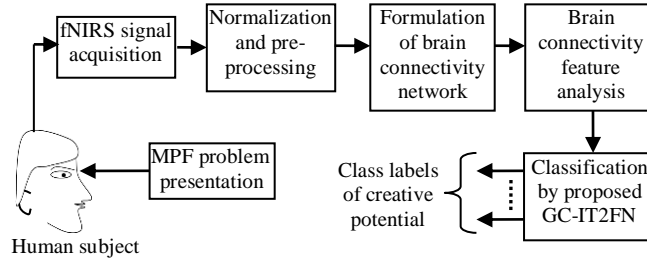 fNIRS signal
acquisition
Normalization
and pre-
processing
Formulation
of brain
connectivity
network
Brain
connectivity
feature
analysis
MPF problem
presentation
Human subject
Class labels
of creative
potential
Classification
by proposed
GC-IT2FN